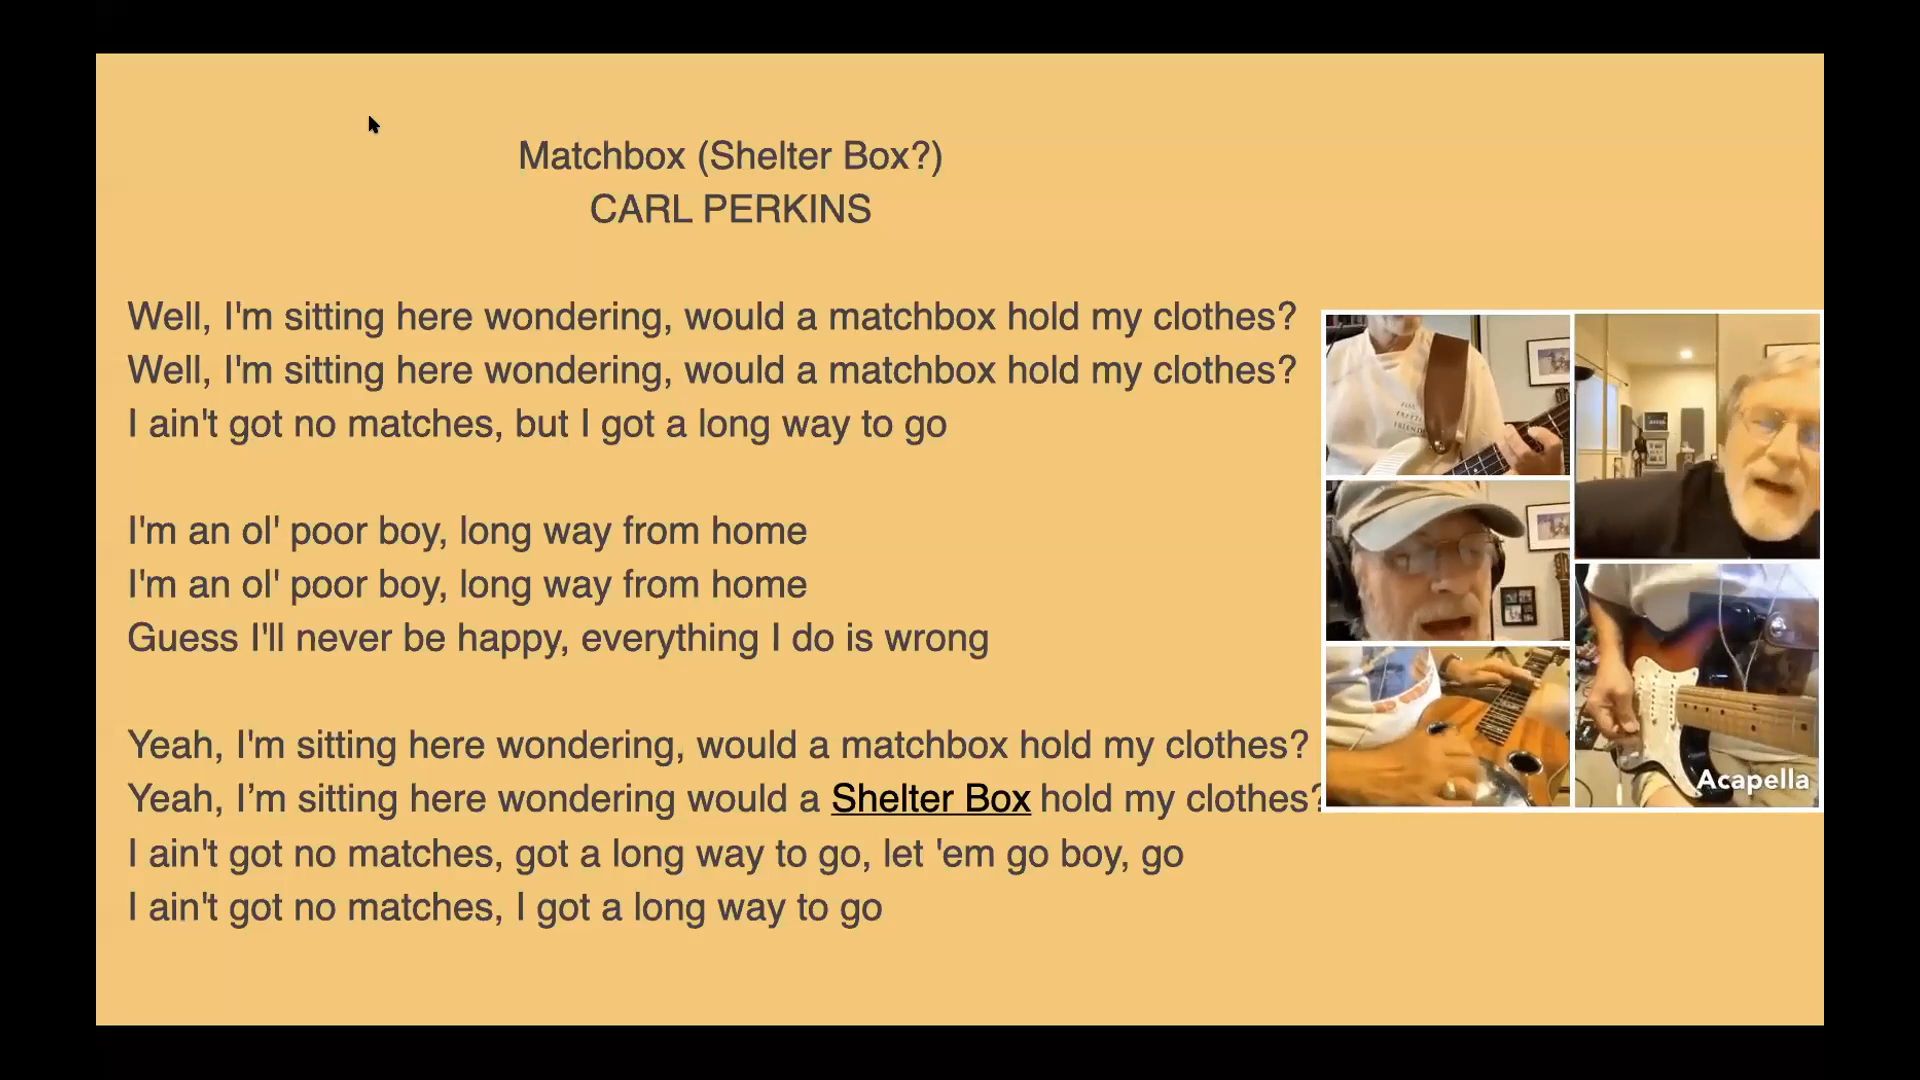 Matchbox (Shelter Box?)
CARL PERKINS
Well, I'm sitting here wondering, would a matchbox hold my clothes?
Well, I'm sitting here wondering, would a matchbox hold my clothes?
I ain't got no matches, but I got a long way to go
I'm an ol' poor boy, long way from home
I'm an ol' poor boy, long way from home
Guess I'll never be happy, everything I do is wrong
Yeah, I'm sitting here wondering, would a matchbox hold my clothes?
Yeah, I’m sitting here wondering would a Shelter Box hold my clothes?
I ain't got no matches, got a long way to go, let 'em go boy, go
I ain't got no matches, I got a long way to go
Acapella